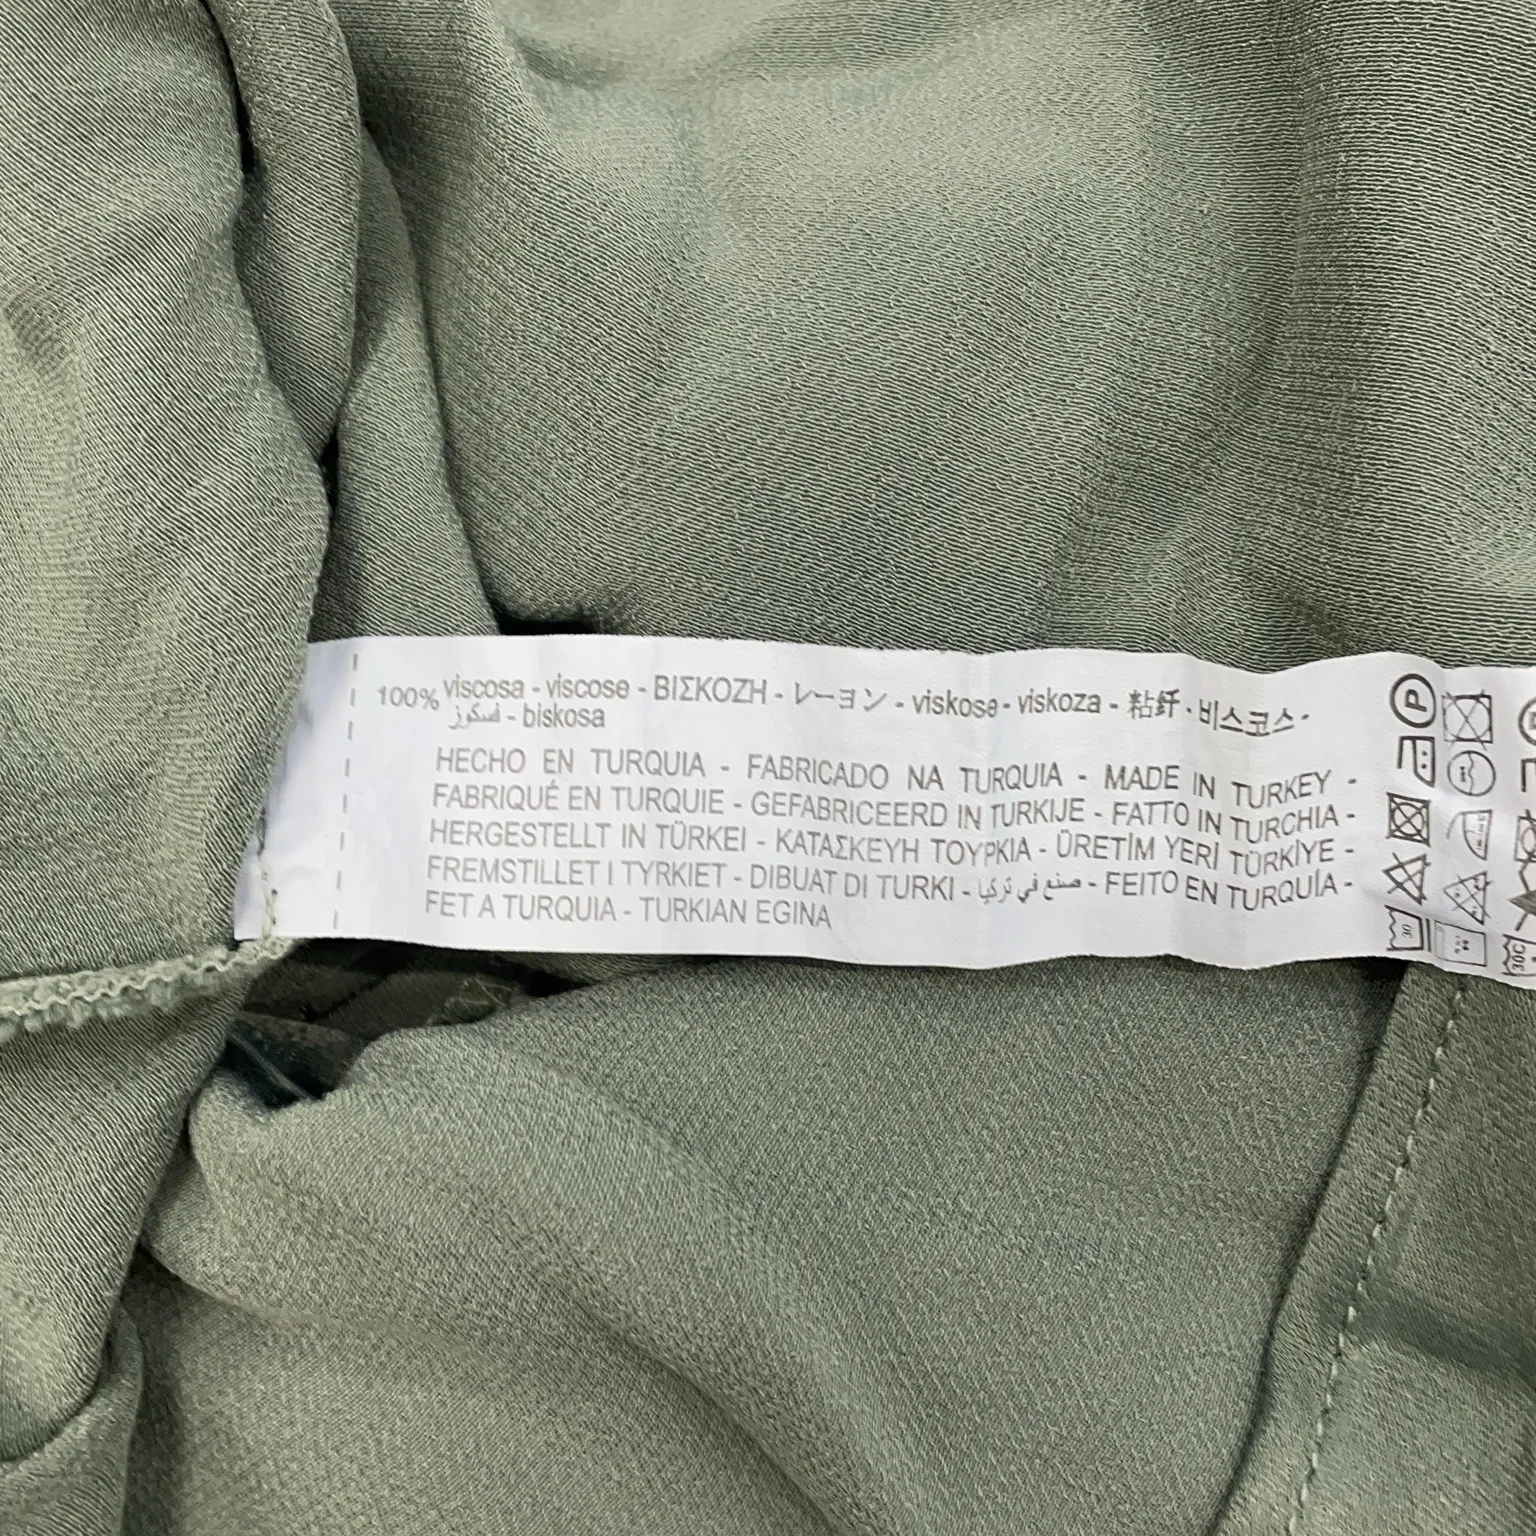 100% viscosa - viscose - ΒΙΣΚΟΖΗ - レーヨン - viskose - viskoza - 粘釬 - 비스코스 -
فسكوز - biskosa
HECHO EN TURQUIA - FABRICADO NA TURQUIA - MADE IN TURKEY -
FABRIQUÉ EN TURQUIE - GEFABRICEERD IN TURKIJE - FATTO IN TURCHIA -
HERGESTELLT IN TÜRKEI - ΚΑΤΑΣΚΕΥΗ ΤΟΥΡΚΙΑ - ÜRETİM YERİ TÜRKİYE -
FREMSTILLET I TYRKIET - DIBUAT DI TURKI - صنع في تركيا - FEITO EN TURQUÍA -
FET A TURQUIA - TURKIAN EGINA
P
30
30C